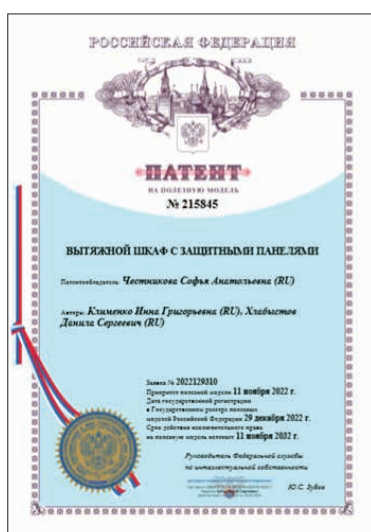 РОССИЙСКАЯ ФЕДЕРАЦИЯ
ПАТЕНТ
НА ПОЛЕЗНУЮ МОДЕЛЬ
№ 215845
ВЫТЯЖНОЙ ШКАФ С ЗАЩИТНЫМИ ПАНЕЛЯМИ
Патентообладатель: Честникова Софья Анатольевна (RU)
Авторы: Клименко Инна Григорьевна (RU), Хлабыстов
Данила Сергеевич (RU)
Заявка № 2022129310
Приоритет полезной модели 11 ноября 2022 г.
Дата государственной регистрации
в Государственном реестре полезных
моделей Российской Федерации 29 декабря 2022 г.
Срок действия исключительного права
на полезную модель истекает 11 ноября 2032 г.
Руководитель Федеральной службы
по интеллектуальной собственности
Ю.С. Зубов